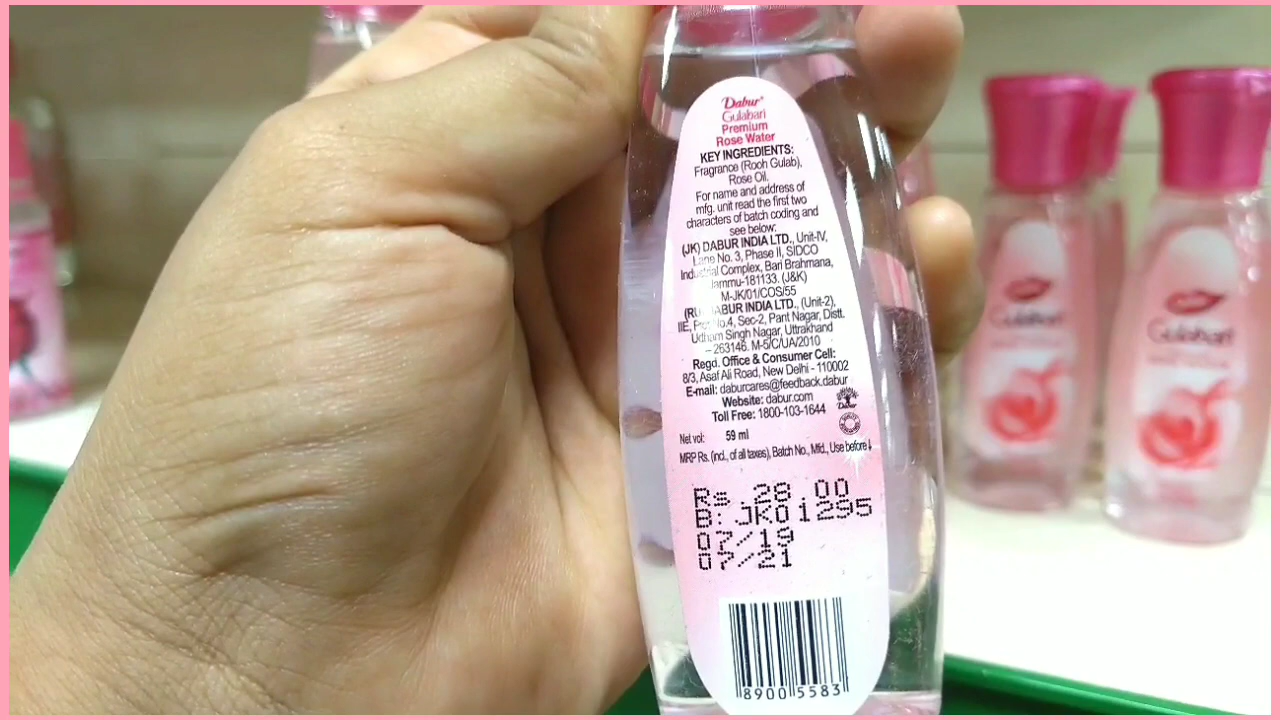 Dabur
Gulabari
Premium
Rose Water
KEY INGREDIENTS:
Fragrance (Rooh Gulab),
Rose Oil.
For name and address of
mfg. unit read the first two
characters of batch coding and
see below:
(JK) DABUR INDIA LTD., Unit-IV,
Lane No. 3, Phase II, SIDCO
Industrial Complex, Bari Brahmana,
Jammu-181133. (J&K)
M-JK/01/COS/55
INDIA LTD., (Unit-2),
IIE, No.4, Sec-2, Pant Nagar, Distt.
Udham Singh Nagar, Uttrakhand
– 263146. M-5/C/UA/2010
Regd. Office & Consumer Cell:
8/3, Asaf Ali Road, New Delhi - 110002
E-mail: daburcares@feedback.dabur
Website: dabur.com
Toll Free: 1800-103-1644
Dabur
Net vol: 59 ml
MRP Rs. (incl., of all taxes), Batch No., Mfd., Use before
Rs 28 00
B: JK01295
07/19
07/21
8900 5583
Gulabari
Gulabari